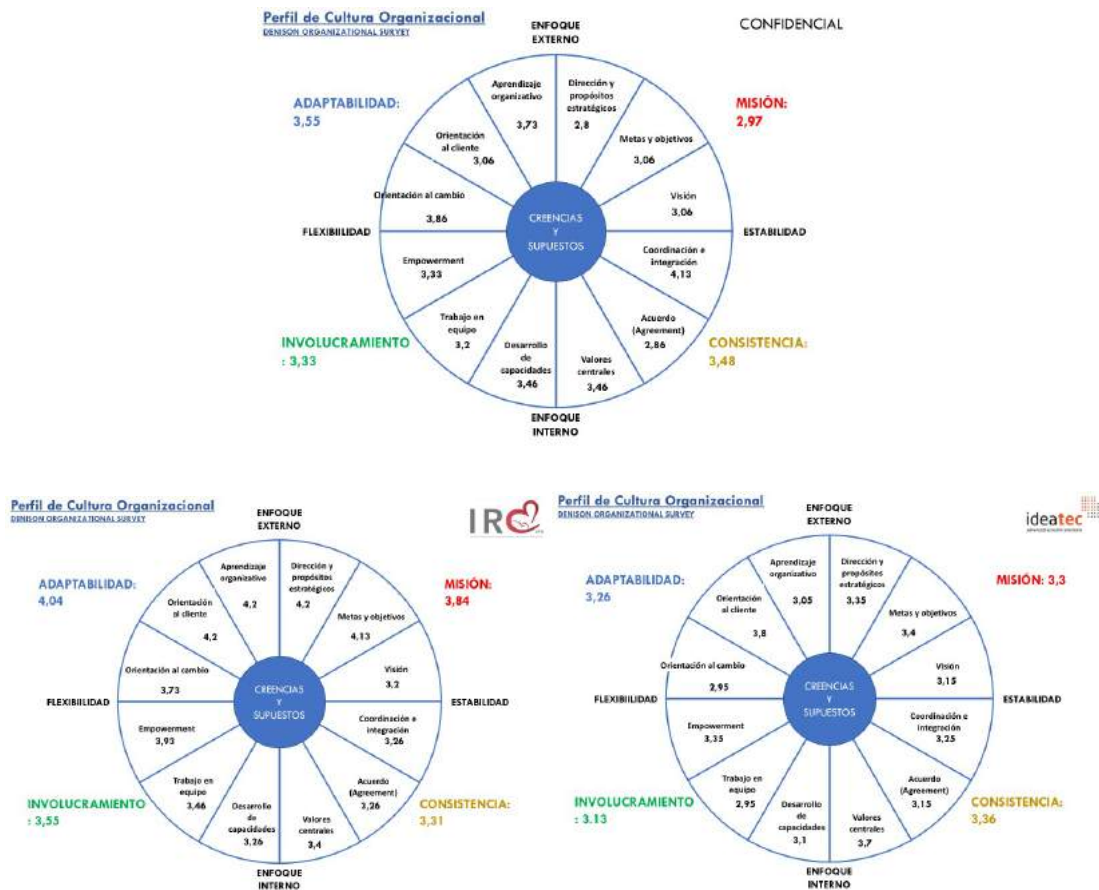 Perfil de Cultura Organizacional
DENISON ORGANIZATIONAL SURVEY
ENFOQUE
EXTERNO
CONFIDENCIAL
ADAPTABILIDAD:
3,55
MISIÓN:
2,97
Aprendizaje
organizativo
3,73
Dirección y
propósitos
estratégicos
2,8
Orientación
al cliente
3,06
Metas y objetivos
3,06
Orientación al cambio
3,86
Visión
3,06
FLEXIBIILIDAD
CREENCIAS
Y
SUPUESTOS
ESTABILIDAD
Empowerment
3,33
Coordinación e
integración
4,13
Trabajo en
equipo
3,2
Acuerdo
(Agreement)
2,86
Desarrollo
de
capacidades
3,46
Valores
centrales
3,46
INVOLUCRAMIENTO
: 3,33
CONSISTENCIA:
3,48
ENFOQUE
INTERNO
Perfil de Cultura Organizacional
DENISON ORGANIZATIONAL SURVEY
ENFOQUE
EXTERNO
IRC
ADAPTABILIDAD:
4,04
MISIÓN:
3,84
Aprendizaje
organizativo
4,2
Dirección y
propósitos
estratégicos
4,2
Orientación
al cliente
4,2
Metas y objetivos
4,13
Orientación al cambio
3,73
Visión
3,2
FLEXIBILIDAD
CREENCIAS
Y
SUPUESTOS
ESTABILIDAD
Empowerment
3,93
Coordinación e
integración
3,26
Trabajo en
equipo
3,46
Acuerdo
(Agreement)
3,26
Desarrollo
de
capacidades
3,26
Valores
centrales
3,4
INVOLUCRAMIENTO
: 3,55
CONSISTENCIA:
3,31
ENFOQUE
INTERNO
Perfil de Cultura Organizacional
DENISON ORGANIZATIONAL SURVEY
ENFOQUE
EXTERNO
ideatec
ADAPTABILIDAD:
3,26
MISIÓN: 3,3
Aprendizaje
organizativo
3,05
Dirección y
propósitos
estratégicos
3,35
Orientación
al cliente
3,8
Metas y objetivos
3,4
Orientación al cambio
2,95
Visión
3,15
FLEXIBILIDAD
CREENCIAS
Y
SUPUESTOS
ESTABILIDAD
Empowerment
3,35
Coordinación e
integración
3,25
Trabajo en
equipo
2,95
Acuerdo
(Agreement)
3,15
Desarrollo
de
capacidades
3,1
Valores
centrales
3,7
INVOLUCRAMIENTO
: 3.13
CONSISTENCIA:
3,36
ENFOQUE
INTERNO